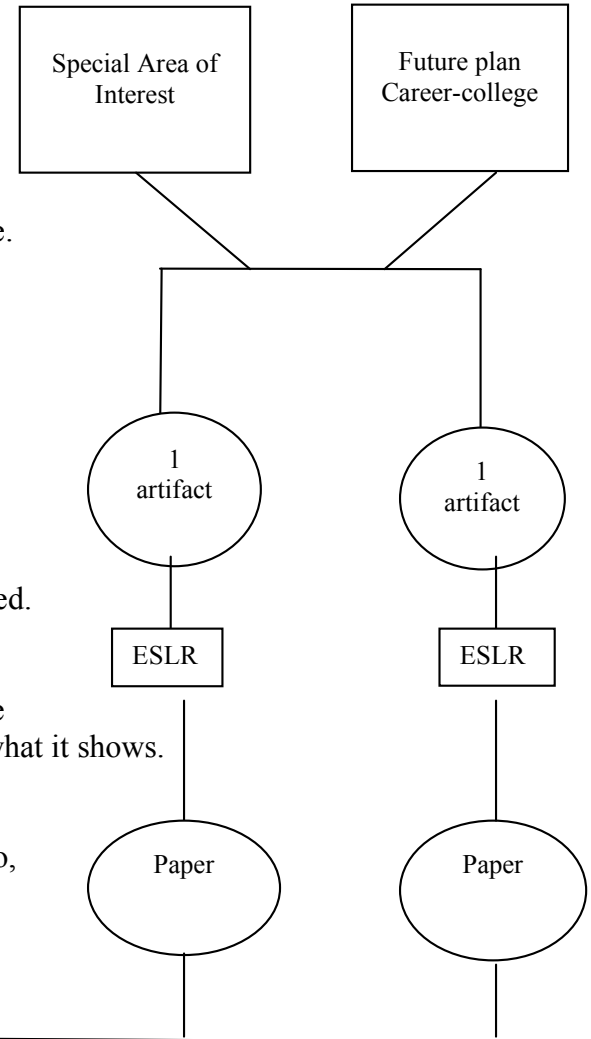 Special Area of
Interest
Future plan
Career-college
e.
1
artifact
1
artifact
ed.
ESLR
ESLR
e
what it shows.
o,
Paper
Paper